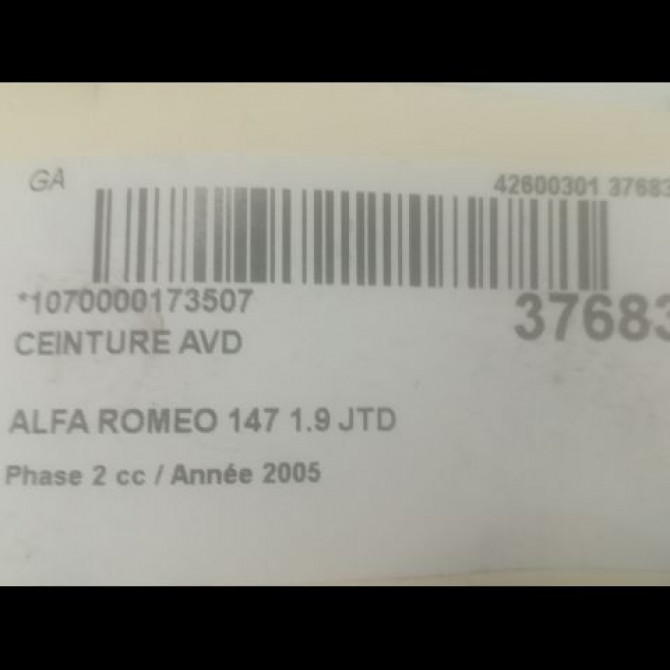 GA
42600301 37683
*1070000173507
37683
CEINTURE AVD
ALFA ROMEO 147 1.9 JTD
Phase 2 cc / Année 2005